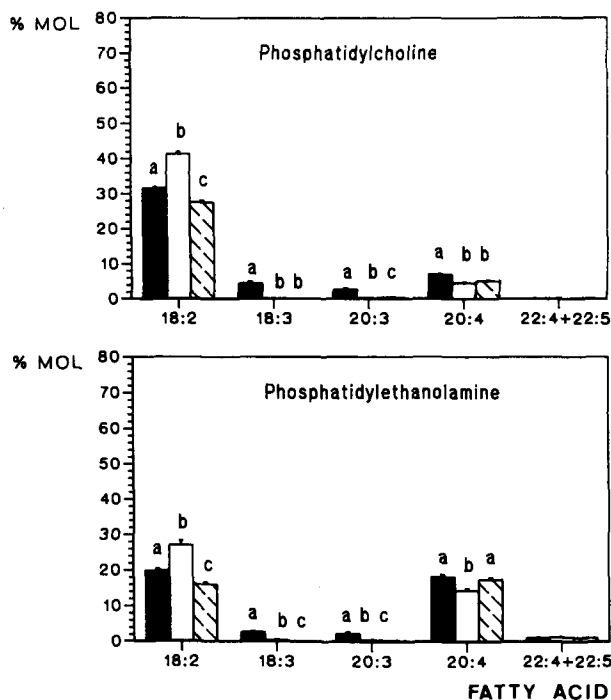 % MOL
80
Phosphatidylcholine
70
60
50
b
40
a
c
30
20
a
10
a
b b
a
b c
b b
0
18:2 18:3 20:3 20:4 22:4+22:5
% MOL
80
Phosphatidylethanolamine
70
60
50
40
b
30
a
c
20
a
b
a
10
a
b c
a
b c
0
18:2 18:3 20:3 20:4 22:4+22:5
FATTY ACID